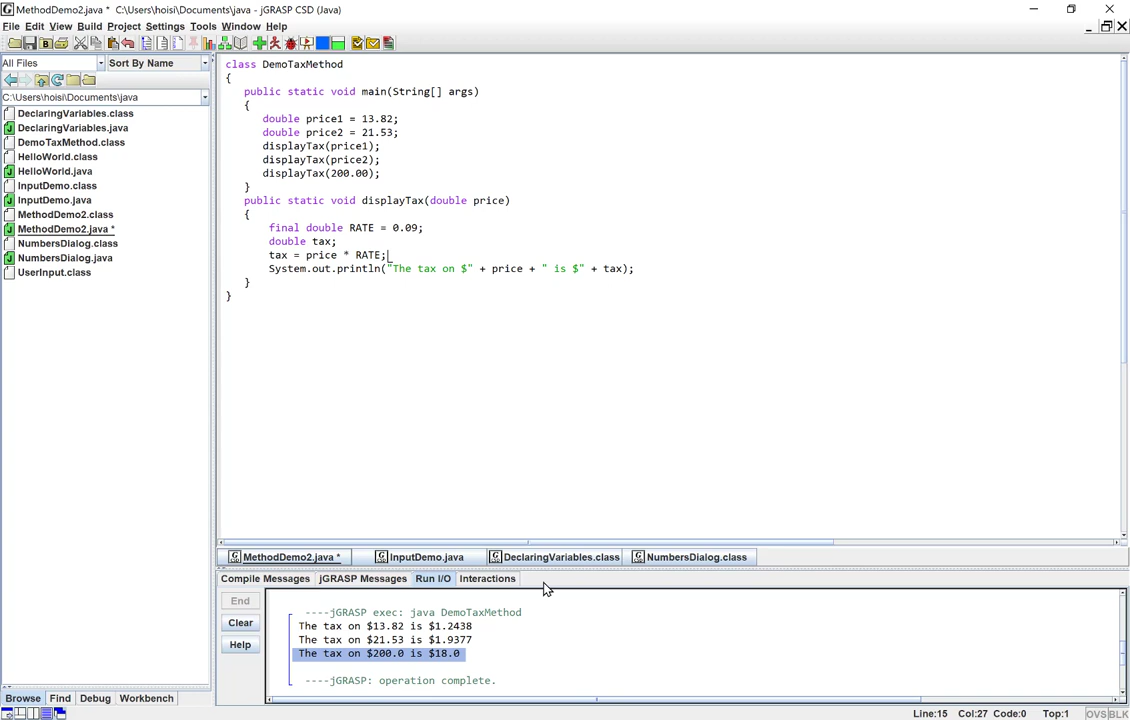 MethodDemo2.java *  C:\Users\hoisi\Documents\java - jGRASP CSD (Java)
File Edit View Build Project Settings Tools Window Help
All Files Sort By Name
C:\Users\hoisi\Documents\java
DeclaringVariables.class
DeclaringVariables.java
DemoTaxMethod.class
HelloWorld.class
HelloWorld.java
InputDemo.class
InputDemo.java
MethodDemo2.class
MethodDemo2.java *
NumbersDialog.class
NumbersDialog.java
UserInput.class
Browse Find Debug Workbench
class DemoTaxMethod
{
public static void main(String[] args)
{
double price1 = 13.82;
double price2 = 21.53;
displayTax(price1);
displayTax(price2);
displayTax(200.00);
}
public static void displayTax(double price)
{
final double RATE = 0.09;
double tax;
tax = price * RATE;
System.out.println("The tax on $" + price + " is $" + tax);
}
}
MethodDemo2.java * InputDemo.java DeclaringVariables.class NumbersDialog.class
Compile Messages jGRASP Messages Run I/O Interactions
End
Clear
Help
----jGRASP exec: java DemoTaxMethod
The tax on $13.82 is $1.2438
The tax on $21.53 is $1.9377
The tax on $200.0 is $18.0
----jGRASP: operation complete.
Line:15 Col:27 Code:0 Top:1 OVS BLK